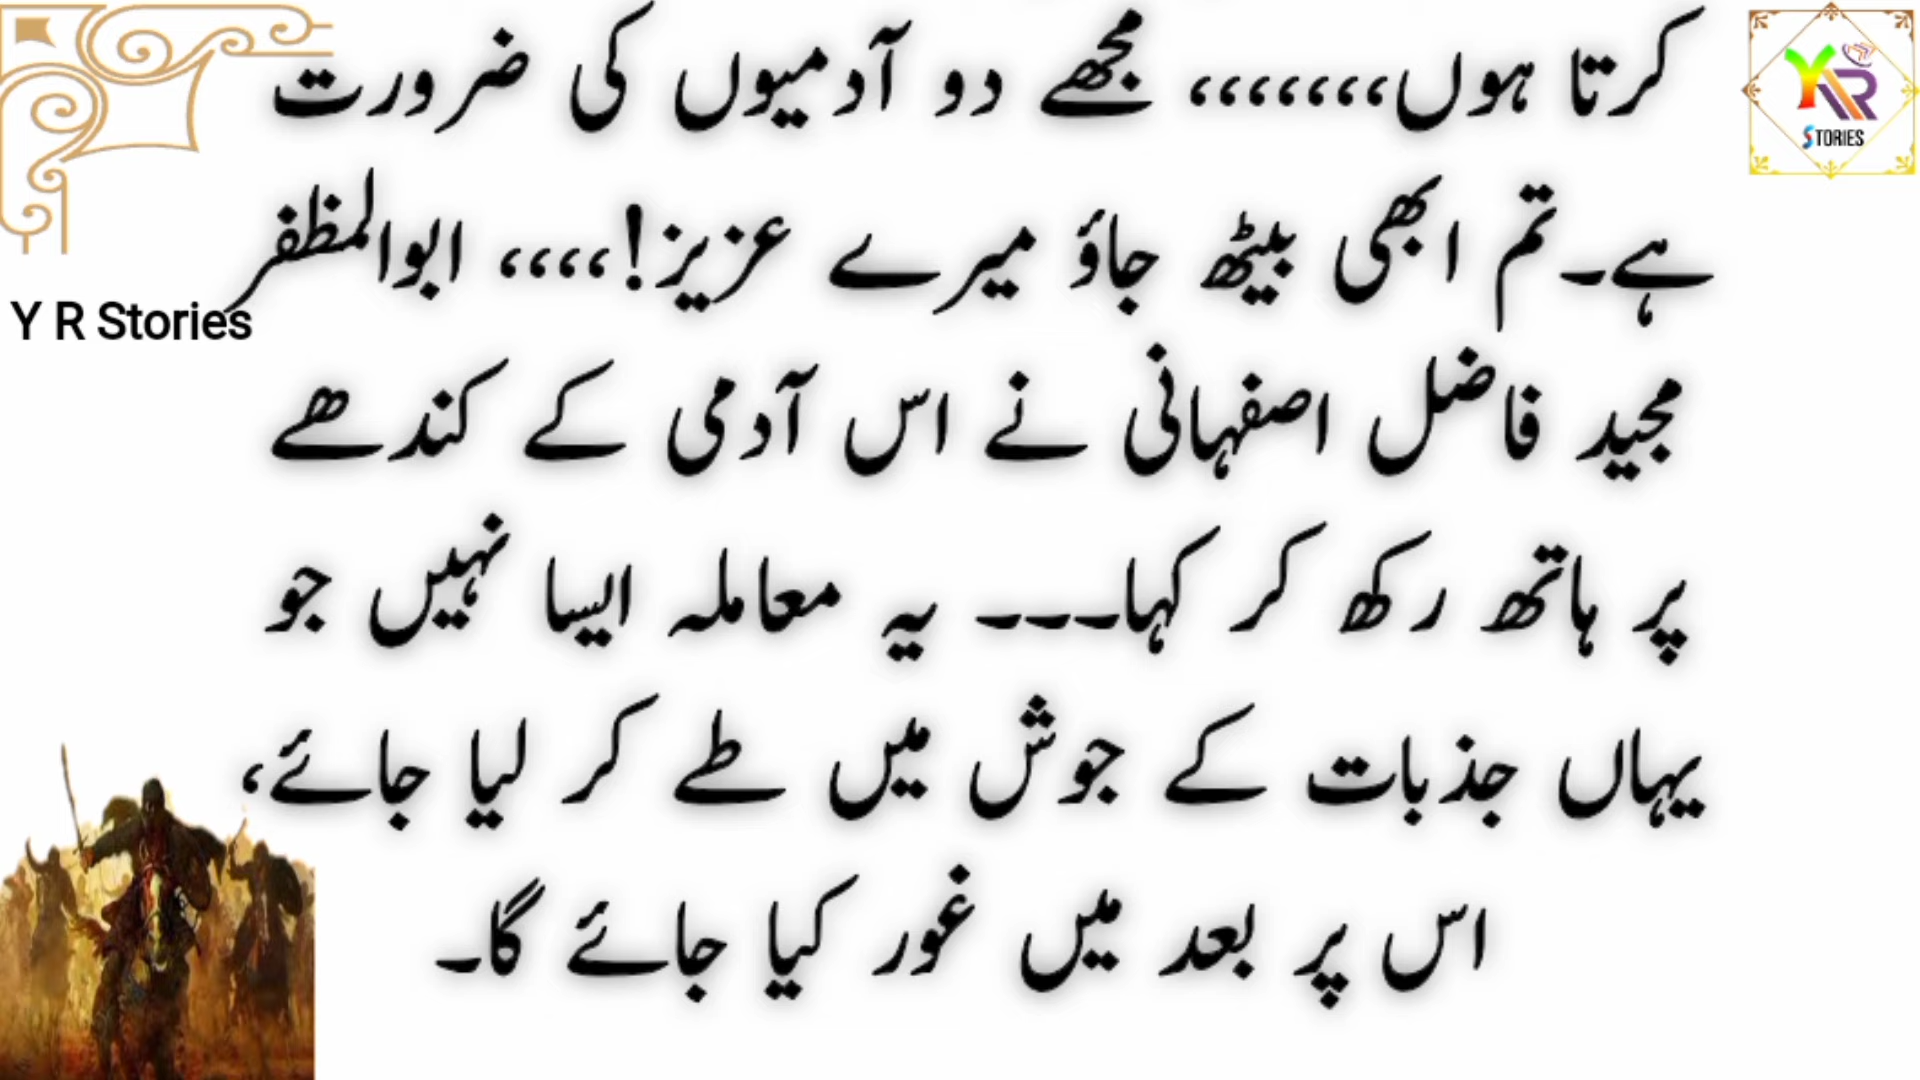 کرتا ہوں،،،،،،، مجھے دو آدمیوں کی ضرورت
ہے۔ تم ابھی بیٹھ جاؤ میرے عزیز!،،،، ابوالمظفر
مجید فاضل اصفہانی نے اس آدمی کے کندھے
پر ہاتھ رکھ کر کہا۔۔۔ یہ معاملہ ایسا نہیں جو
یہاں جذبات کے جوش میں طے کر لیا جائے،
اس پر بعد میں غور کیا جائے گا۔
YR
STORIES
Y R Stories